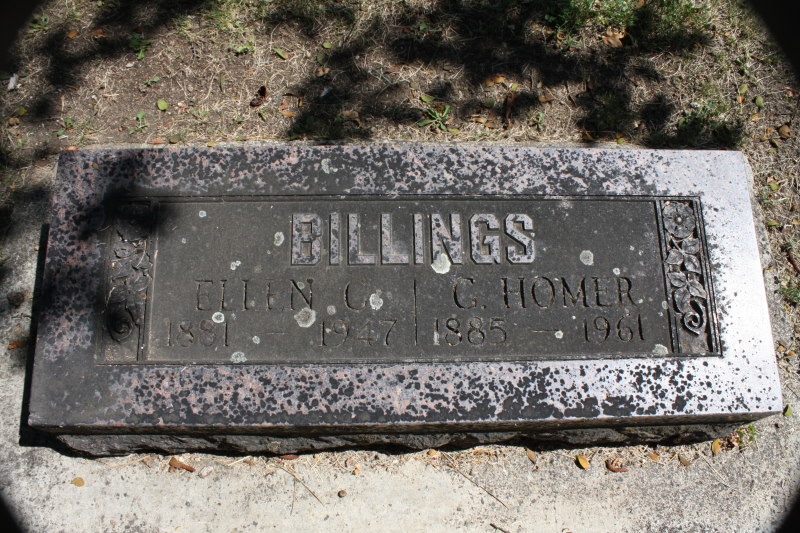 BILLINGS
ELLEN C. G. HOMER
1881 — 1947 1885 — 1961